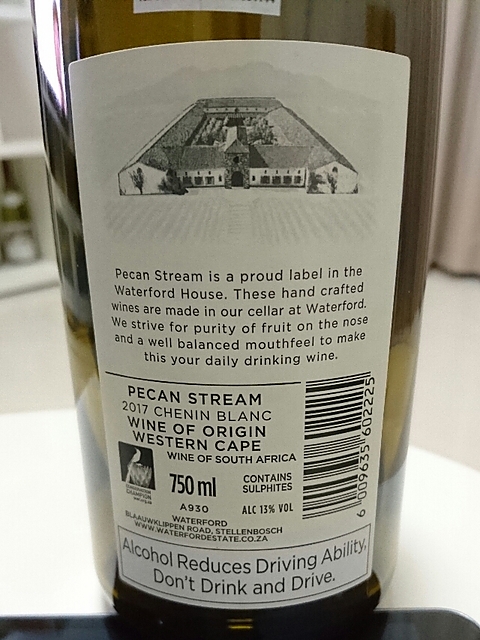 Pecan Stream is a proud label in the
Waterford House. These hand crafted
wines are made in our cellar at Waterford.
We strive for purity of fruit on the nose
and a well balanced mouthfeel to make
this your daily drinking wine.
PECAN STREAM
2017 CHENIN BLANC
WINE OF ORIGIN
WESTERN CAPE
WINE OF SOUTH AFRICA
750 ml
CONTAINS
SULPHITES
A930
ALC 13% VOL
WATERFORD
BLAAUWKLIPPEN ROAD, STELLENBOSCH
WWW.WATERFORDESTATE.CO.ZA
6 009635 602225
Alcohol Reduces Driving Ability,
Don't Drink and Drive.